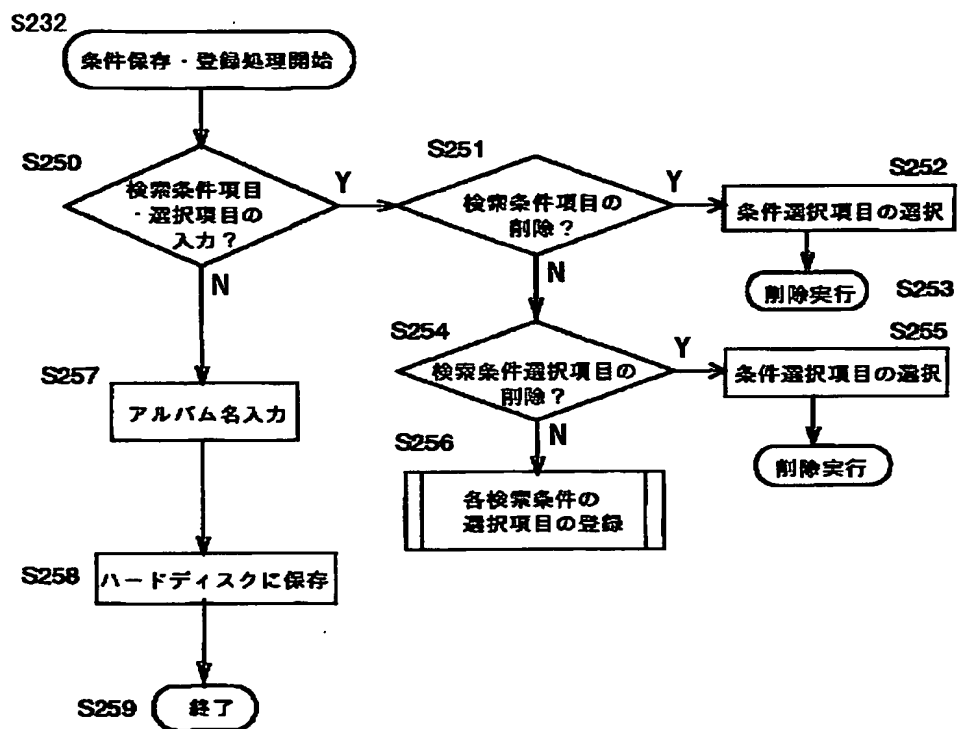 S232
条件保存・登録処理開始
S250
検索条件項目
・選択項目の
入力？
Y
N
S251
検索条件項目の
削除？
Y
N
S252
条件選択項目の選択
削除実行
S253
S254
検索条件選択項目の
削除？
Y
N
S255
条件選択項目の選択
削除実行
S256
各検索条件の
選択項目の登録
S257
アルバム名入力
S258
ハードディスクに保存
S259
終了